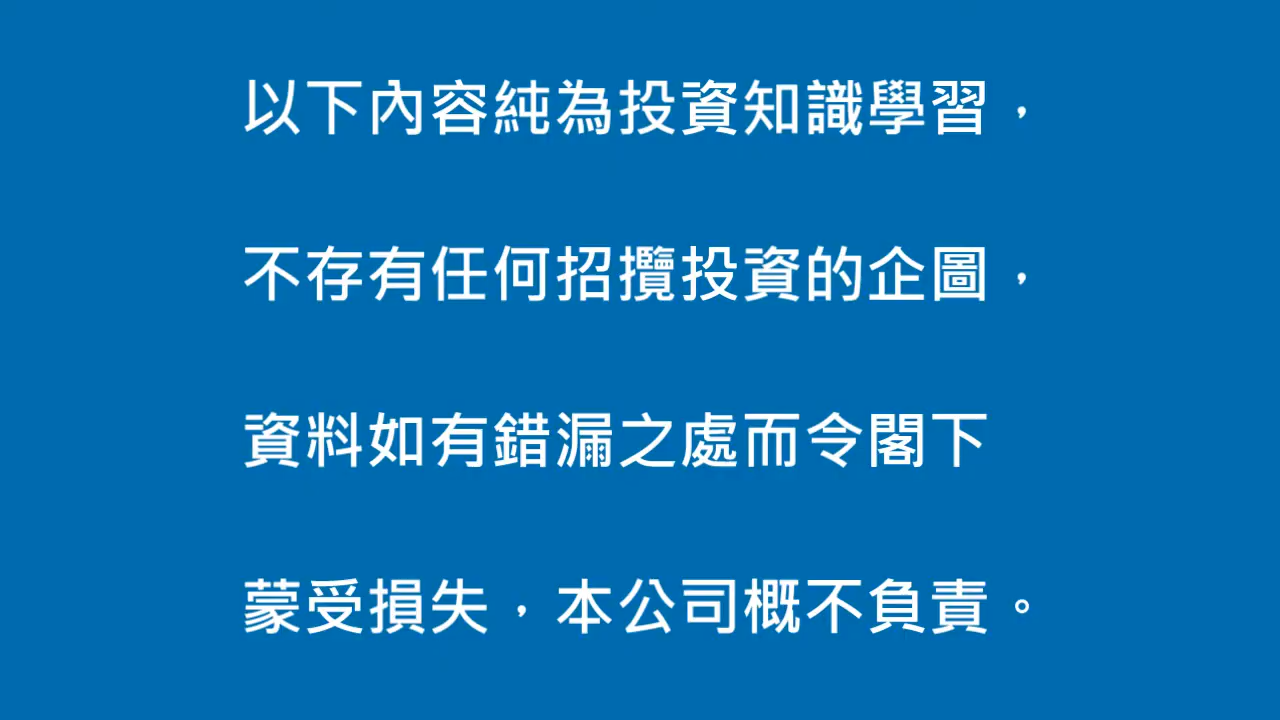 以下內容純為投資知識學習，
不存有任何招攬投資的企圖，
資料如有錯漏之處而令閣下
蒙受損失，本公司概不負責。